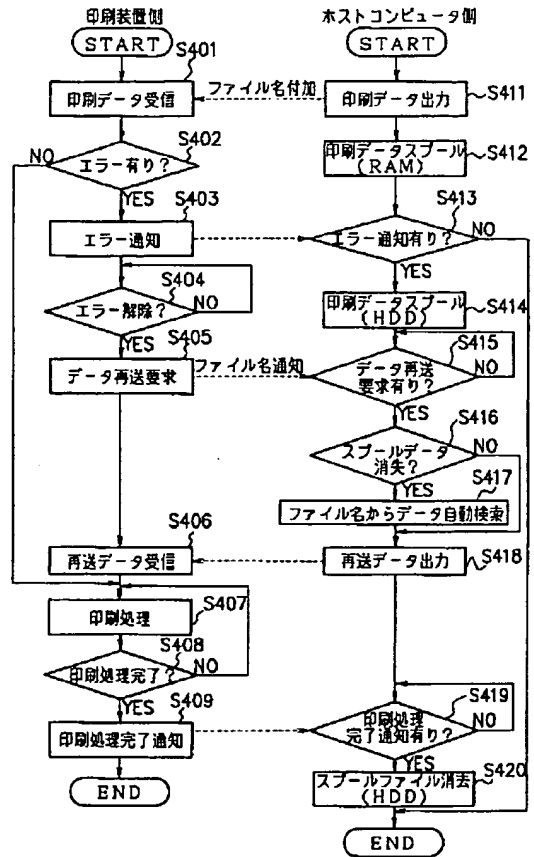 印刷装置側
START
S401
印刷データ受信
ファイル名付加
S402
エラー有り?
NO
YES
S403
エラー通知
S404
エラー解除?
NO
YES
S405
データ再送要求
ファイル名通知
S406
再送データ受信
印刷処理
S407
S408
印刷処理完了?
NO
YES
S409
印刷処理完了通知
END
ホストコンピュータ側
START
印刷データ出力
S411
印刷データスプール
(RAM)
S412
S413
エラー通知有り?
NO
YES
印刷データスプール
(HDD)
S414
S415
データ再送
要求有り?
NO
YES
S416
スプールデータ
消失?
NO
YES
S417
ファイル名からデータ自動検索
再送データ出力
S418
S419
印刷処理
完了通知有り?
NO
YES
S420
スプールファイル消去
(HDD)
END